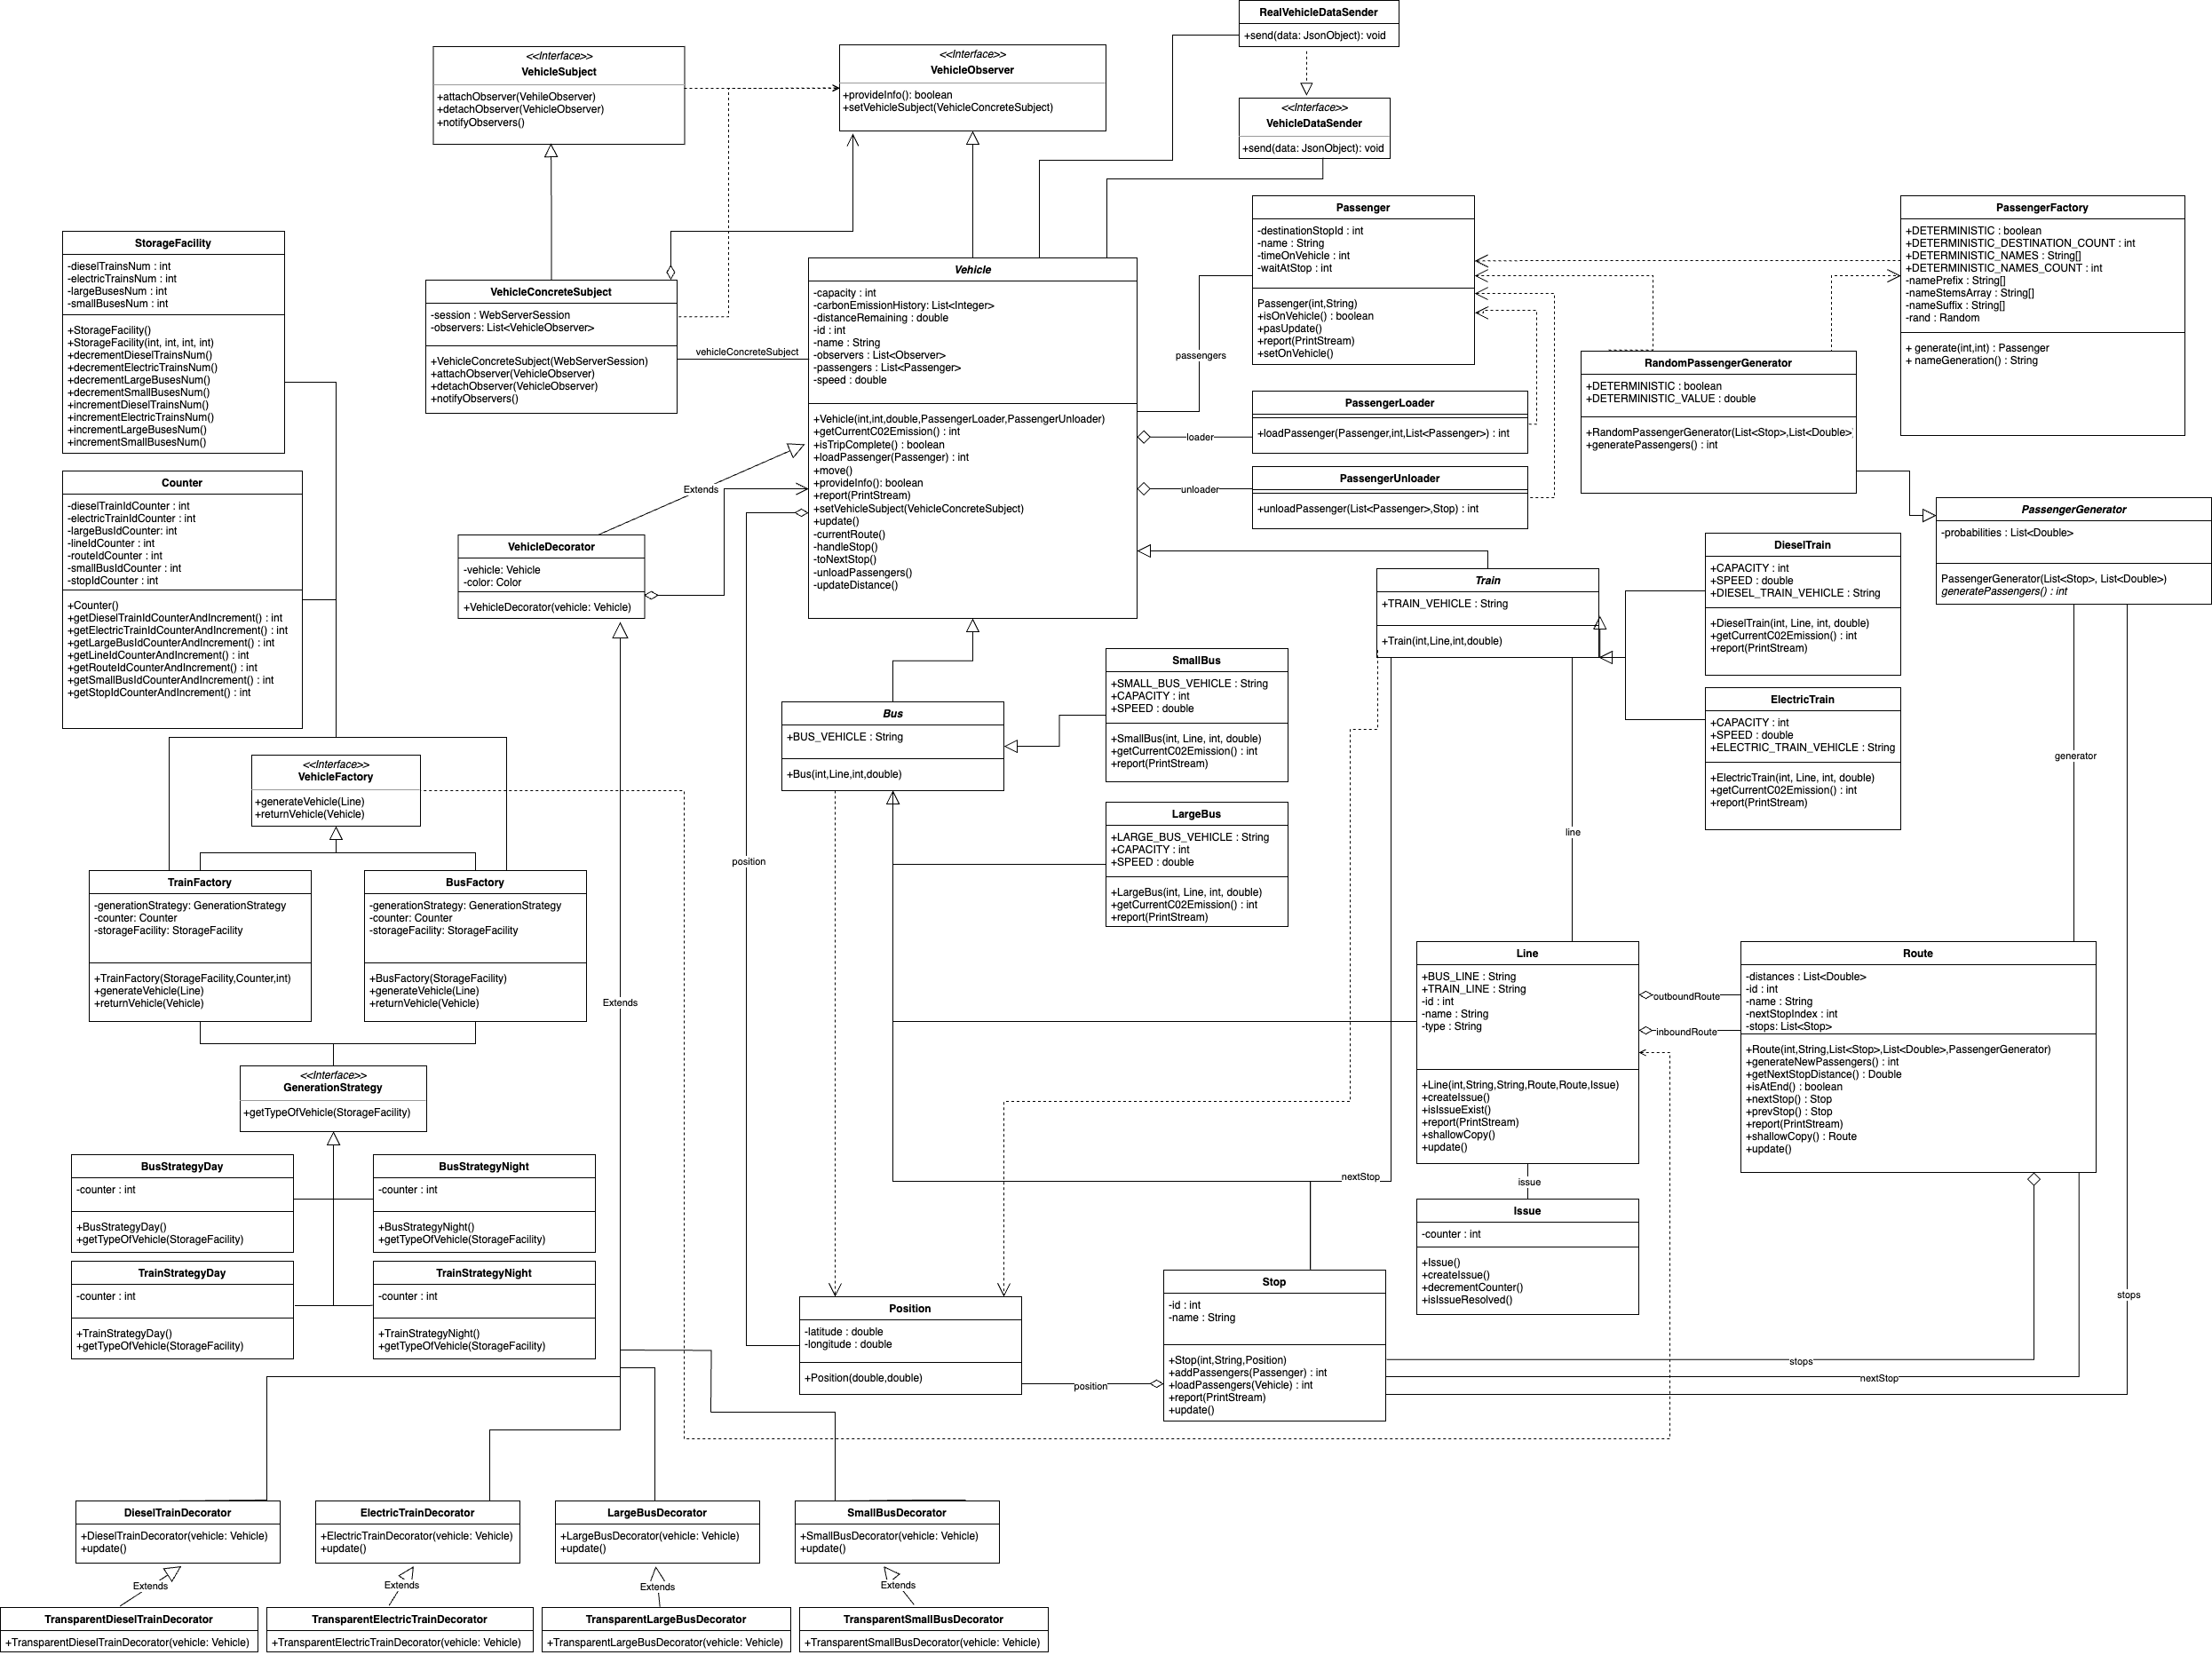 RealVehicleDataSender
+send(data: JsonObject): void
<<Interface>>
VehicleSubject
+attachObserver(VehileObserver)
+detachObserver(VehicleObserver)
+notifyObservers()
<<Interface>>
VehicleObserver
+provideInfo(): boolean
+setVehicleSubject(VehicleConcreteSubject)
<<Interface>>
VehicleDataSender
+send(data: JsonObject): void
StorageFacility
-dieselTrainsNum : int
-electricTrainsNum : int
-largeBusesNum : int
-smallBusesNum : int
+StorageFacility()
+StorageFacility(int, int, int, int)
+decrementDieselTrainsNum()
+decrementElectricTrainsNum()
+decrementLargeBusesNum()
+decrementSmallBusesNum()
+incrementDieselTrainsNum()
+incrementElectricTrainsNum()
+incrementLargeBusesNum()
+incrementSmallBusesNum()
VehicleConcreteSubject
-session : WebServerSession
-observers: List<VehicleObserver>
+VehicleConcreteSubject(WebServerSession)
+attachObserver(VehicleObserver)
+detachObserver(VehicleObserver)
+notifyObservers()
vehicleConcreteSubject
Vehicle
-capacity : int
-carbonEmissionHistory: List<Integer>
-distanceRemaining : double
-id : int
-name : String
-observers : List<Observer>
-passengers : List<Passenger>
-speed : double
+Vehicle(int,int,double,PassengerLoader,PassengerUnloader)
+getCurrentC02Emission() : int
+isTripComplete() : boolean
+loadPassenger(Passenger) : int
+move()
+provideInfo(): boolean
+report(PrintStream)
+setVehicleSubject(VehicleConcreteSubject)
+update()
-currentRoute()
-handleStop()
-toNextStop()
-unloadPassengers()
-updateDistance()
Passenger
-destinationStopId : int
-name : String
-timeOnVehicle : int
-waitAtStop : int
Passenger(int,String)
+isOnVehicle() : boolean
+pasUpdate()
+report(PrintStream)
+setOnVehicle()
passengers
PassengerFactory
+DETERMINISTIC : boolean
+DETERMINISTIC_DESTINATION_COUNT : int
+DETERMINISTIC_NAMES : String[]
+DETERMINISTIC_NAMES_COUNT : int
-namePrefix : String[]
-nameStemsArray : String[]
-nameSuffix : String[]
-rand : Random
+ generate(int,int) : Passenger
+ nameGeneration() : String
RandomPassengerGenerator
+DETERMINISTIC : boolean
+DETERMINISTIC_VALUE : double
+RandomPassengerGenerator(List<Stop>,List<Double>)
+generatePassengers() : int
PassengerLoader
+loadPassenger(Passenger,int,List<Passenger>) : int
loader
PassengerUnloader
+unloadPassenger(List<Passenger>,Stop) : int
unloader
PassengerGenerator
-probabilities : List<Double>
PassengerGenerator(List<Stop>, List<Double>)
generatePassengers() : int
Counter
-dieselTrainIdCounter : int
-electricTrainIdCounter : int
-largeBusIdCounter: int
-lineIdCounter : int
-routeIdCounter : int
-smallBusIdCounter : int
-stopIdCounter : int
+Counter()
+getDieselTrainIdCounterAndIncrement() : int
+getElectricTrainIdCounterAndIncrement() : int
+getLargeBusIdCounterAndIncrement() : int
+getLineIdCounterAndIncrement() : int
+getRouteIdCounterAndIncrement() : int
+getSmallBusIdCounterAndIncrement() : int
+getStopIdCounterAndIncrement() : int
Extends
VehicleDecorator
-vehicle: Vehicle
-color: Color
+VehicleDecorator(vehicle: Vehicle)
Train
+TRAIN_VEHICLE : String
+Train(int,Line,int,double)
DieselTrain
+CAPACITY : int
+SPEED : double
+DIESEL_TRAIN_VEHICLE : String
+DieselTrain(int, Line, int, double)
+getCurrentC02Emission() : int
+report(PrintStream)
ElectricTrain
+CAPACITY : int
+SPEED : double
+ELECTRIC_TRAIN_VEHICLE : String
+ElectricTrain(int, Line, int, double)
+getCurrentC02Emission() : int
+report(PrintStream)
SmallBus
+SMALL_BUS_VEHICLE : String
+CAPACITY : int
+SPEED : double
+SmallBus(int, Line, int, double)
+getCurrentC02Emission() : int
+report(PrintStream)
Bus
+BUS_VEHICLE : String
+Bus(int,Line,int,double)
LargeBus
+LARGE_BUS_VEHICLE : String
+CAPACITY : int
+SPEED : double
+LargeBus(int, Line, int, double)
+getCurrentC02Emission() : int
+report(PrintStream)
generator
line
position
<<Interface>>
VehicleFactory
+generateVehicle(Line)
+returnVehicle(Vehicle)
TrainFactory
-generationStrategy: GenerationStrategy
-counter: Counter
-storageFacility: StorageFacility
+TrainFactory(StorageFacility,Counter,int)
+generateVehicle(Line)
+returnVehicle(Vehicle)
BusFactory
-generationStrategy: GenerationStrategy
-counter: Counter
-storageFacility: StorageFacility
+BusFactory(StorageFacility)
+generateVehicle(Line)
+returnVehicle(Vehicle)
Extends
Line
+BUS_LINE : String
+TRAIN_LINE : String
-id : int
-name : String
-type : String
+Line(int,String,String,Route,Route,Issue)
+createIssue()
+isIssueExist()
+report(PrintStream)
+shallowCopy()
+update()
outboundRoute
inboundRoute
Route
-distances : List<Double>
-id : int
-name : String
-nextStopIndex : int
-stops: List<Stop>
+Route(int,String,List<Stop>,List<Double>,PassengerGenerator)
+generateNewPassengers() : int
+getNextStopDistance() : Double
+isAtEnd() : boolean
+nextStop() : Stop
+prevStop() : Stop
+report(PrintStream)
+shallowCopy() : Route
+update()
<<Interface>>
GenerationStrategy
+getTypeOfVehicle(StorageFacility)
BusStrategyDay
-counter : int
+BusStrategyDay()
+getTypeOfVehicle(StorageFacility)
BusStrategyNight
-counter : int
+BusStrategyNight()
+getTypeOfVehicle(StorageFacility)
TrainStrategyDay
-counter : int
+TrainStrategyDay()
+getTypeOfVehicle(StorageFacility)
TrainStrategyNight
-counter : int
+TrainStrategyNight()
+getTypeOfVehicle(StorageFacility)
nextStop
issue
Issue
-counter : int
+Issue()
+createIssue()
+decrementCounter()
+isIssueResolved()
Position
-latitude : double
-longitude : double
+Position(double,double)
position
Stop
-id : int
-name : String
+Stop(int,String,Position)
+addPassengers(Passenger) : int
+loadPassengers(Vehicle) : int
+report(PrintStream)
+update()
stops
stops
nextStop
DieselTrainDecorator
+DieselTrainDecorator(vehicle: Vehicle)
+update()
ElectricTrainDecorator
+ElectricTrainDecorator(vehicle: Vehicle)
+update()
LargeBusDecorator
+LargeBusDecorator(vehicle: Vehicle)
+update()
SmallBusDecorator
+SmallBusDecorator(vehicle: Vehicle)
+update()
Extends
Extends
Extends
Extends
TransparentDieselTrainDecorator
+TransparentDieselTrainDecorator(vehicle: Vehicle)
TransparentElectricTrainDecorator
+TransparentElectricTrainDecorator(vehicle: Vehicle)
TransparentLargeBusDecorator
+TransparentLargeBusDecorator(vehicle: Vehicle)
TransparentSmallBusDecorator
+TransparentSmallBusDecorator(vehicle: Vehicle)